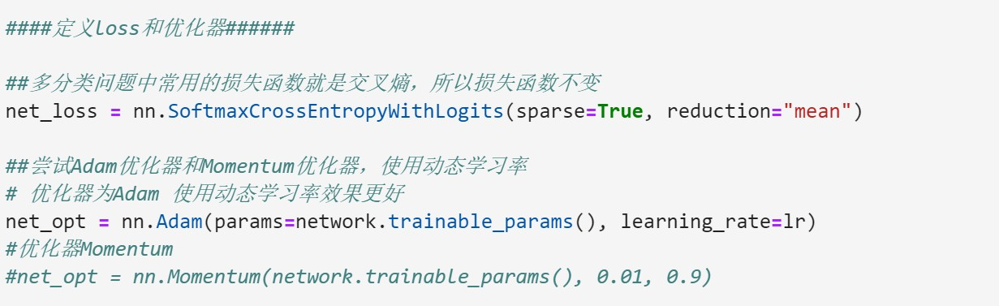 ####定义loss和优化器######
##多分类问题中常用的损失函数就是交叉熵，所以损失函数不变
net_loss = nn.SoftmaxCrossEntropyWithLogits(sparse=True, reduction="mean")
##尝试Adam优化器和Momentum优化器，使用动态学习率
# 优化器为Adam 使用动态学习率效果更好
net_opt = nn.Adam(params=network.trainable_params(), learning_rate=lr)
#优化器Momentum
#net_opt = nn.Momentum(network.trainable_params(), 0.01, 0.9)